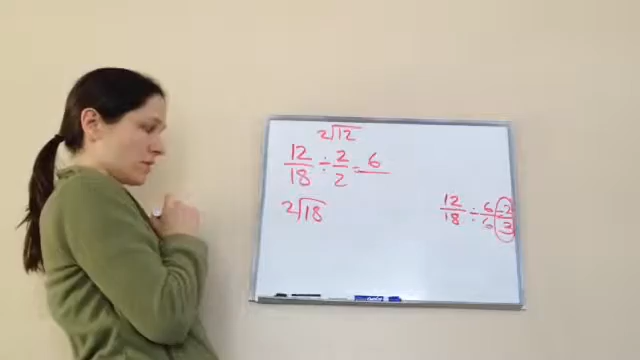 2√12
12/18 ÷ 2/2 = 6/
2√18
12/18 ÷ 6/6 = 2/3